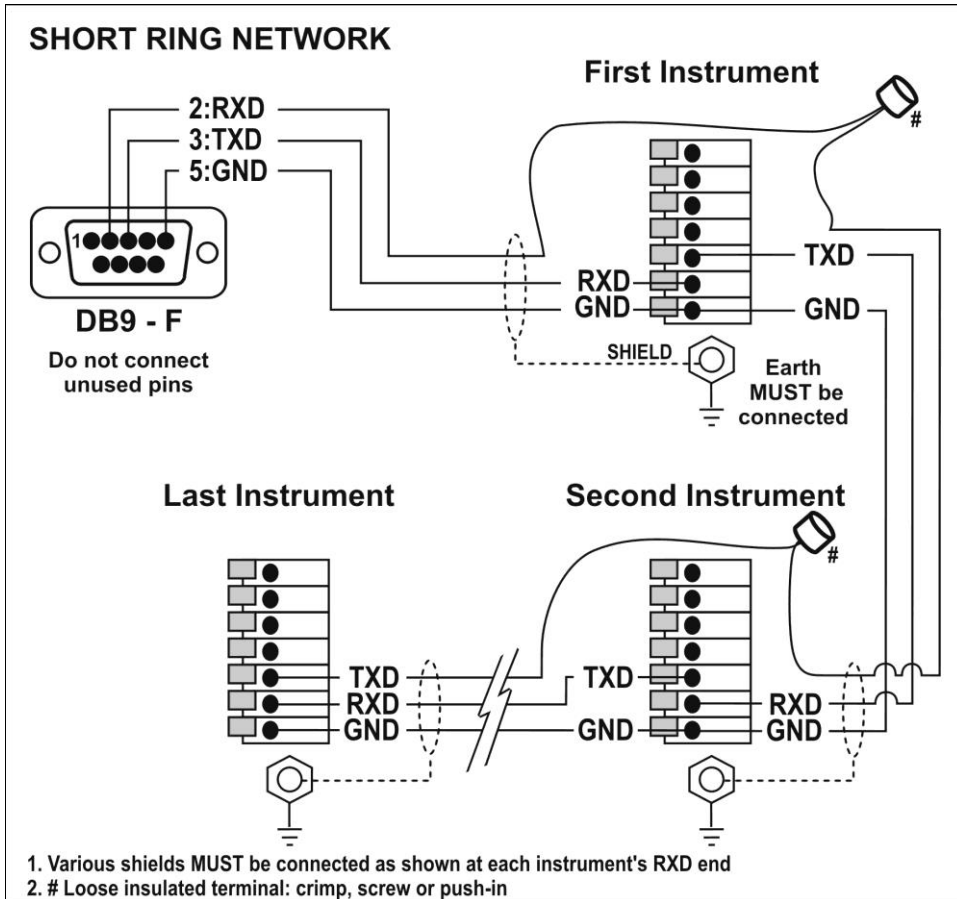 SHORT RING NETWORK
First Instrument
#
2:RXD
3:TXD
5:GND
1
DB9 - F
Do not connect
unused pins
TXD
RXD
GND
GND
SHIELD
Earth
MUST be
connected
Last Instrument
Second Instrument
#
TXD
RXD
GND
TXD
GND
RXD
GND
1. Various shields MUST be connected as shown at each instrument's RXD end
2. # Loose insulated terminal: crimp, screw or push-in